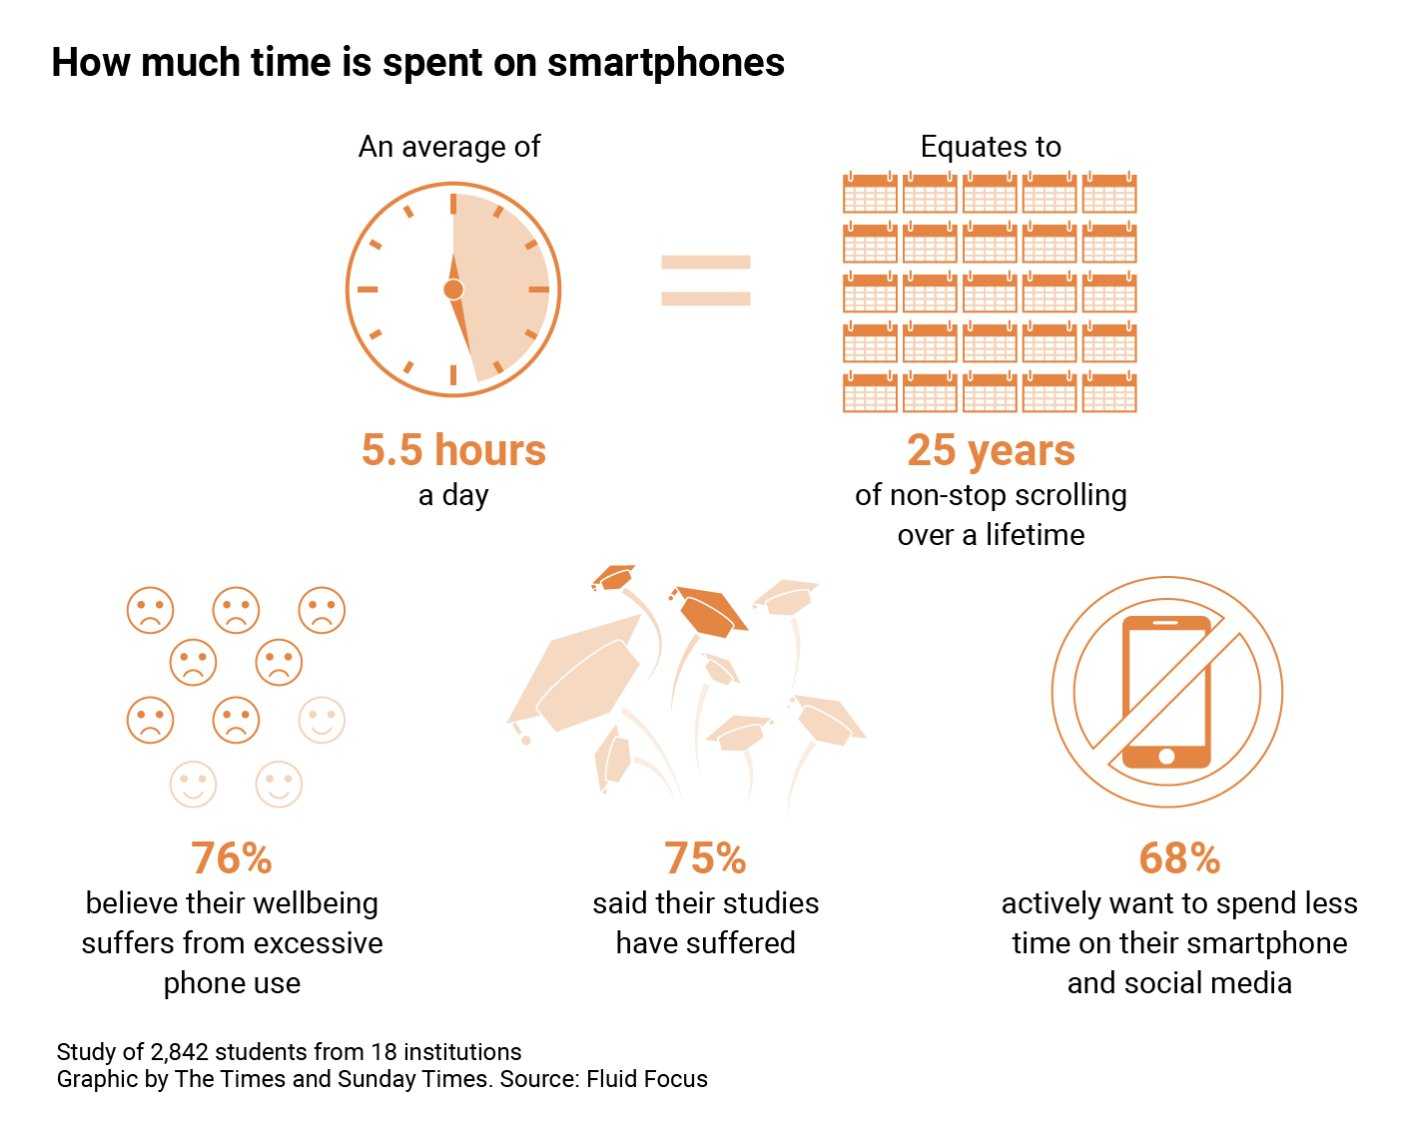 How much time is spent on smartphones
An average of
5.5 hours
a day
Equates to
25 years
of non-stop scrolling
over a lifetime
76%
believe their wellbeing
suffers from excessive
phone use
75%
said their studies
have suffered
68%
actively want to spend less
time on their smartphone
and social media
Study of 2,842 students from 18 institutions
Graphic by The Times and Sunday Times. Source: Fluid Focus